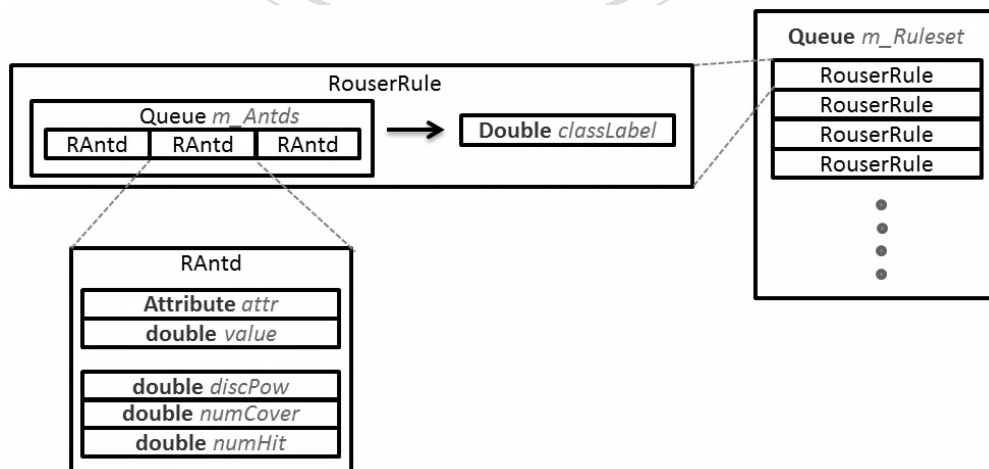 Queue m_Ruleset
RouserRule
RouserRule
RouserRule
RouserRule
RouserRule
Queue m_Antds
RAntd RAntd RAntd
Double classLabel
RAntd
Attribute attr
double value
double discPow
double numCover
double numHit